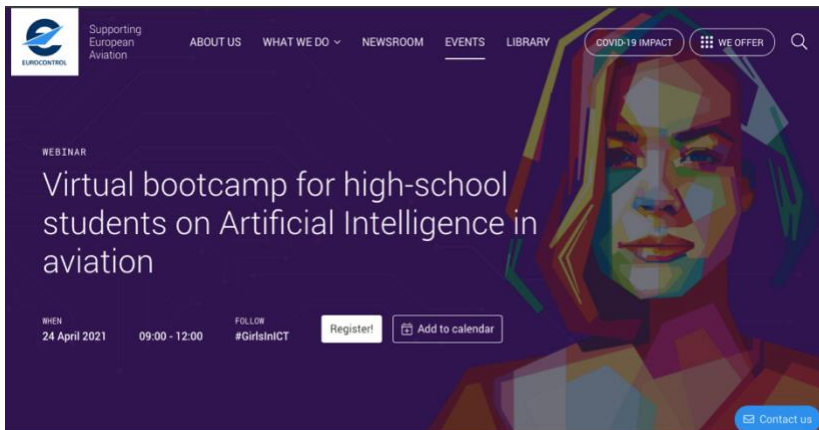 EUROCONTROL
Supporting
European
Aviation
ABOUT US
WHAT WE DO
NEWSROOM
EVENTS
LIBRARY
COVID-19 IMPACT
WE OFFER
WEBINAR
Virtual bootcamp for high-school
students on Artificial Intelligence in
aviation
WHEN
24 April 2021
09:00 - 12:00
FOLLOW
#GirlsInICT
Register!
Add to calendar
Contact us